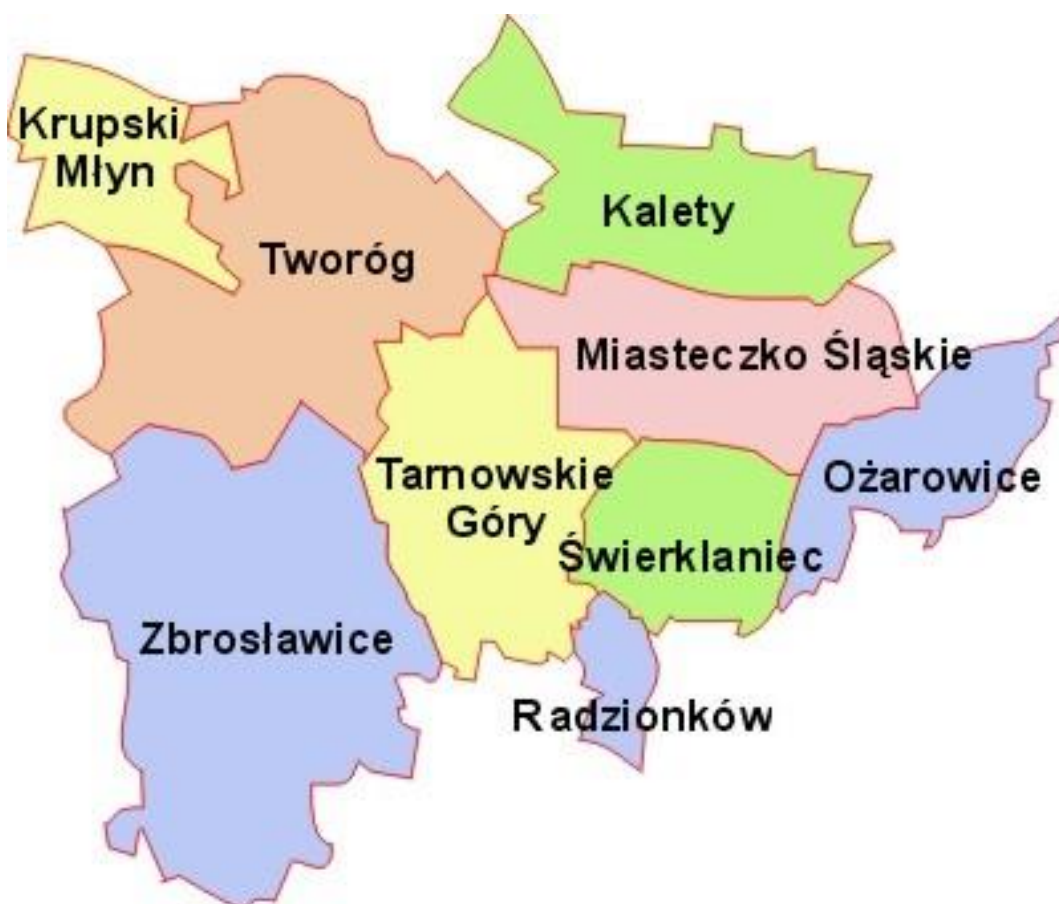 Krupski
Młyn
Kalety
Tworóg
Miasteczko Śląskie
Tarnowskie
Góry
Ożarowice
Świerklaniec
Zbrosławice
Radzionków